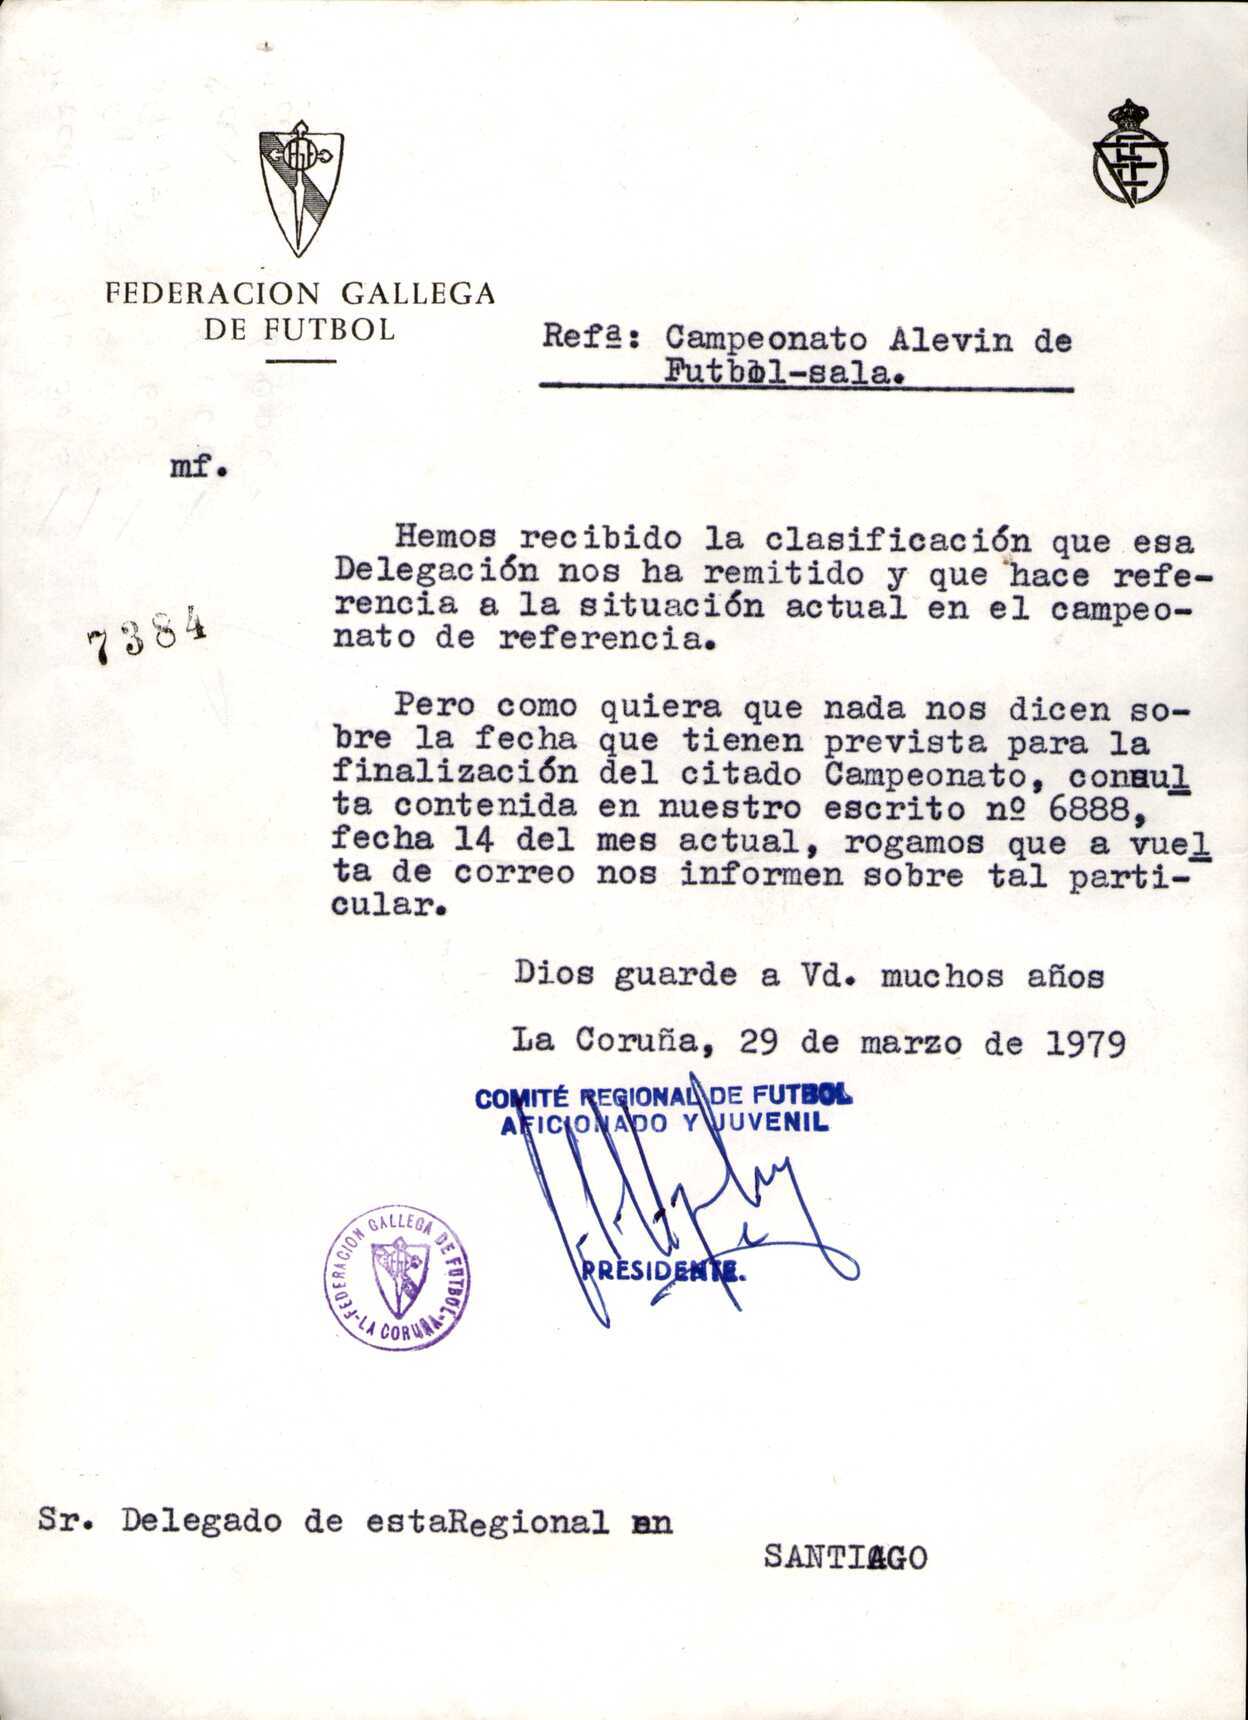 FEDERACION GALLEGA
DE FUTBOL
Refª: Campeonato Alevin de
Futbol-sala.
mf.
7384
Hemos recibido la clasificación que esa
Delegación nos ha remitido y que hace refe-
rencia a la situación actual en el campeo-
nato de referencia.
Pero como quiera que nada nos dicen so-
bre la fecha que tienen prevista para la
finalización del citado Campeonato, consul
ta contenida en nuestro escrito nº 6888,
fecha 14 del mes actual, rogamos que a vuel
ta de correo nos informen sobre tal parti-
cular.
Dios guarde a Vd. muchos años
La Coruña, 29 de marzo de 1979
COMITÉ REGIONAL DE FUTBOL
AFICIONADO Y JUVENIL
PRESIDENTE.
FEDERACION GALLEGA DE FUTBOL
-LA CORUÑA-
Sr. Delegado de estaRegional en
SANTIAGO